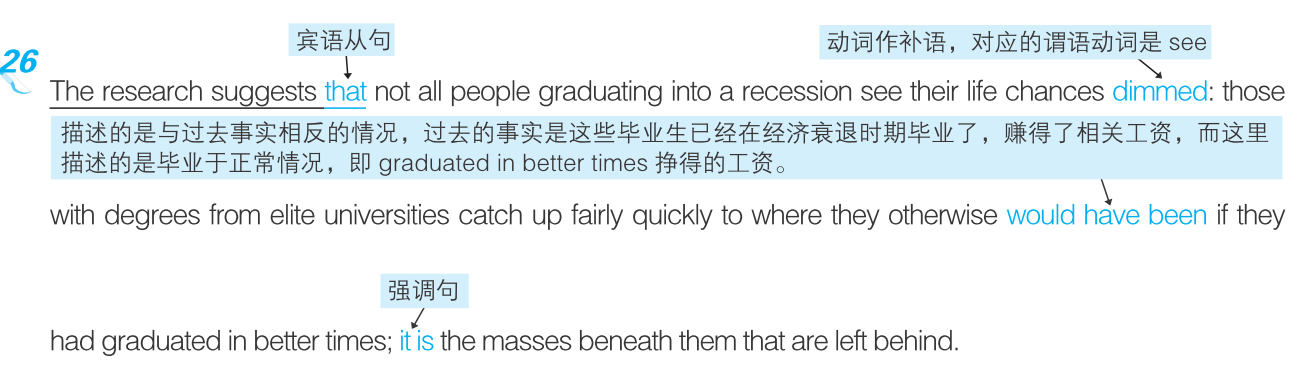 宾语从句
动词作补语，对应的谓语动词是 see
26
The research suggests that not all people graduating into a recession see their life chances dimmed: those
描述的是与过去事实相反的情况，过去的事实是这些毕业生已经在经济衰退时期毕业了，赚得了相关工资，而这里
描述的是毕业于正常情况，即 graduated in better times 挣得的工资。
with degrees from elite universities catch up fairly quickly to where they otherwise would have been if they
强调句
had graduated in better times; it is the masses beneath them that are left behind.